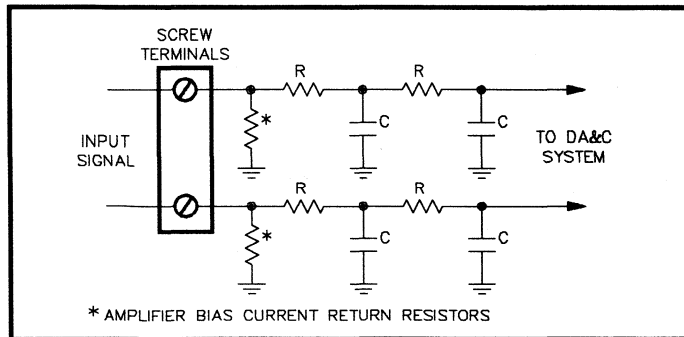 SCREW
TERMINALS
R
R
*
C
C
INPUT
SIGNAL
TO DA&C
SYSTEM
R
R
*
C
C
* AMPLIFIER BIAS CURRENT RETURN RESISTORS